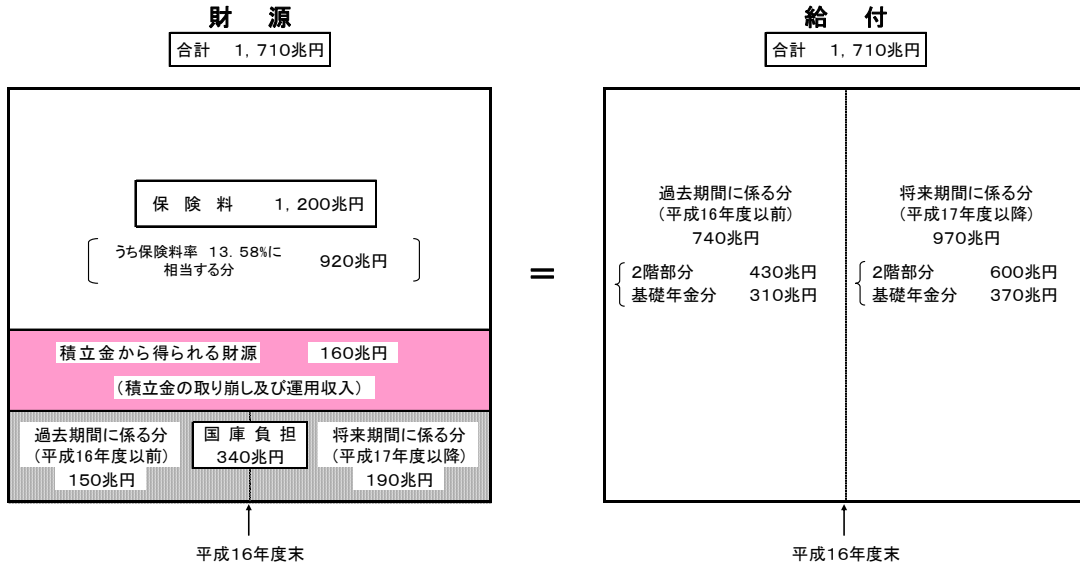 財 源
合計 1,710兆円
保 険 料 1,200兆円
うち保険料率 13.58%に
相当する分
920兆円
積立金から得られる財源 160兆円
(積立金の取り崩し及び運用収入)
過去期間に係る分
(平成16年度以前)
150兆円
国 庫 負 担
340兆円
将来期間に係る分
(平成17年度以降)
190兆円
平成16年度末
=
給 付
合計 1,710兆円
過去期間に係る分
(平成16年度以前)
740兆円
2階部分 430兆円
基礎年金分 310兆円
将来期間に係る分
(平成17年度以降)
970兆円
2階部分 600兆円
基礎年金分 370兆円
平成16年度末